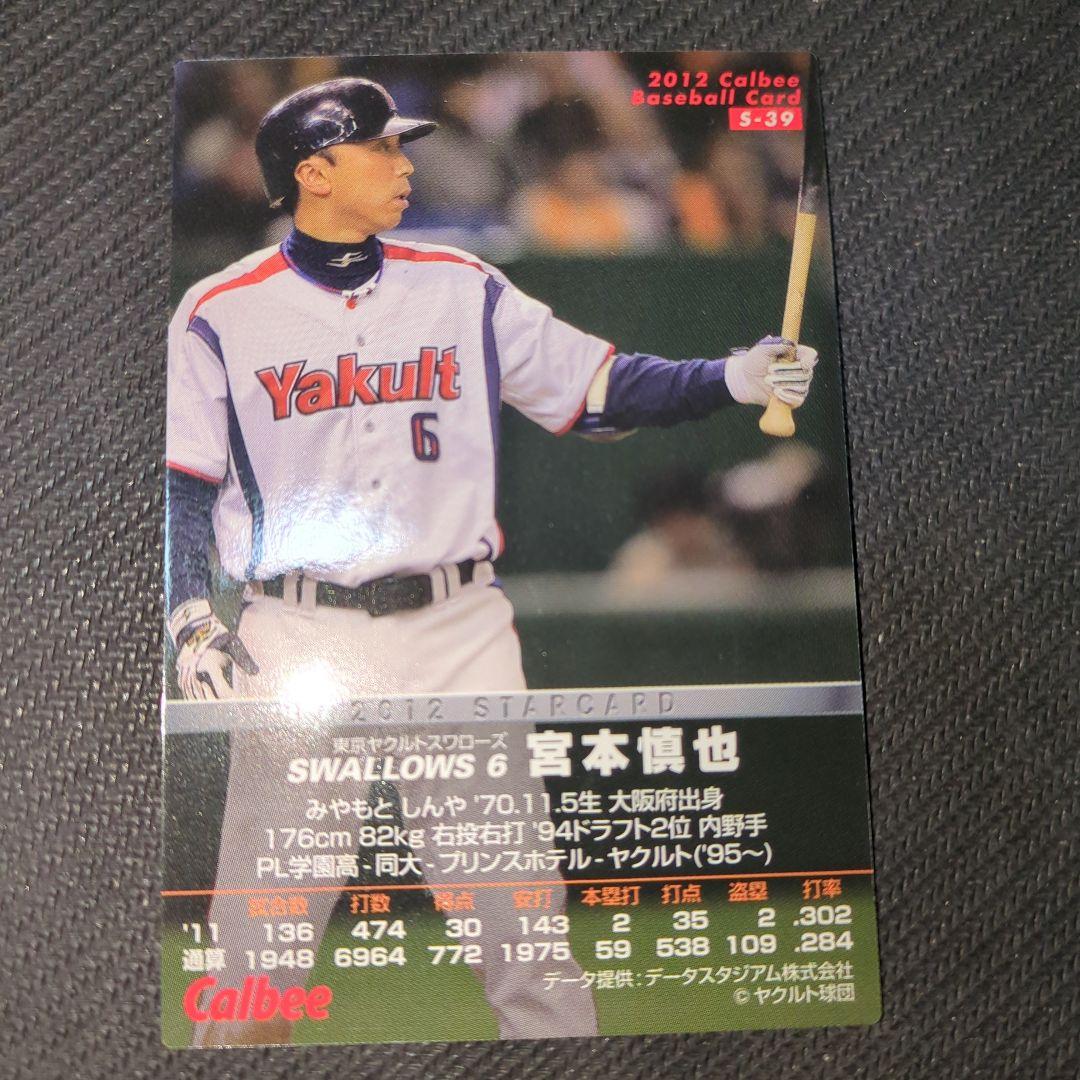 2012 Calbee
Baseball Card
S-39
Yakult
6
2012 STARCARD
東京ヤクルトスワローズ
SWALLOWS 6 宮本慎也
みやもと しんや '70.11.5生 大阪府出身
176cm 82kg 右投右打 '94ドラフト2位 内野手
PL学園高-同大-プリンスホテル-ヤクルト('95〜)
試合数 打数 得点 安打 本塁打 打点 盗塁 打率
'11 136 474 30 143 2 35 2 .302
通算 1948 6964 772 1975 59 538 109 .284
データ提供:データスタジアム株式会社
Calbee
©ヤクルト球団